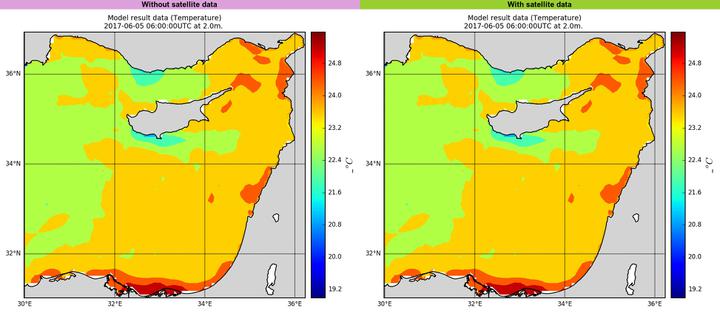 Without satellite data
With satellite data
Model result data (Temperature)
2017-06-05 06:00:00UTC at 2.0m.
36°N
34°N
32°N
30°E
32°E
34°E
36°E
24.8
24.0
23.2
22.4
21.6
20.8
20.0
19.2
_°C
Model result data (Temperature)
2017-06-05 06:00:00UTC at 2.0m.
36°N
34°N
32°N
30°E
32°E
34°E
36°E
24.8
24.0
23.2
22.4
21.6
20.8
20.0
19.2
_°C